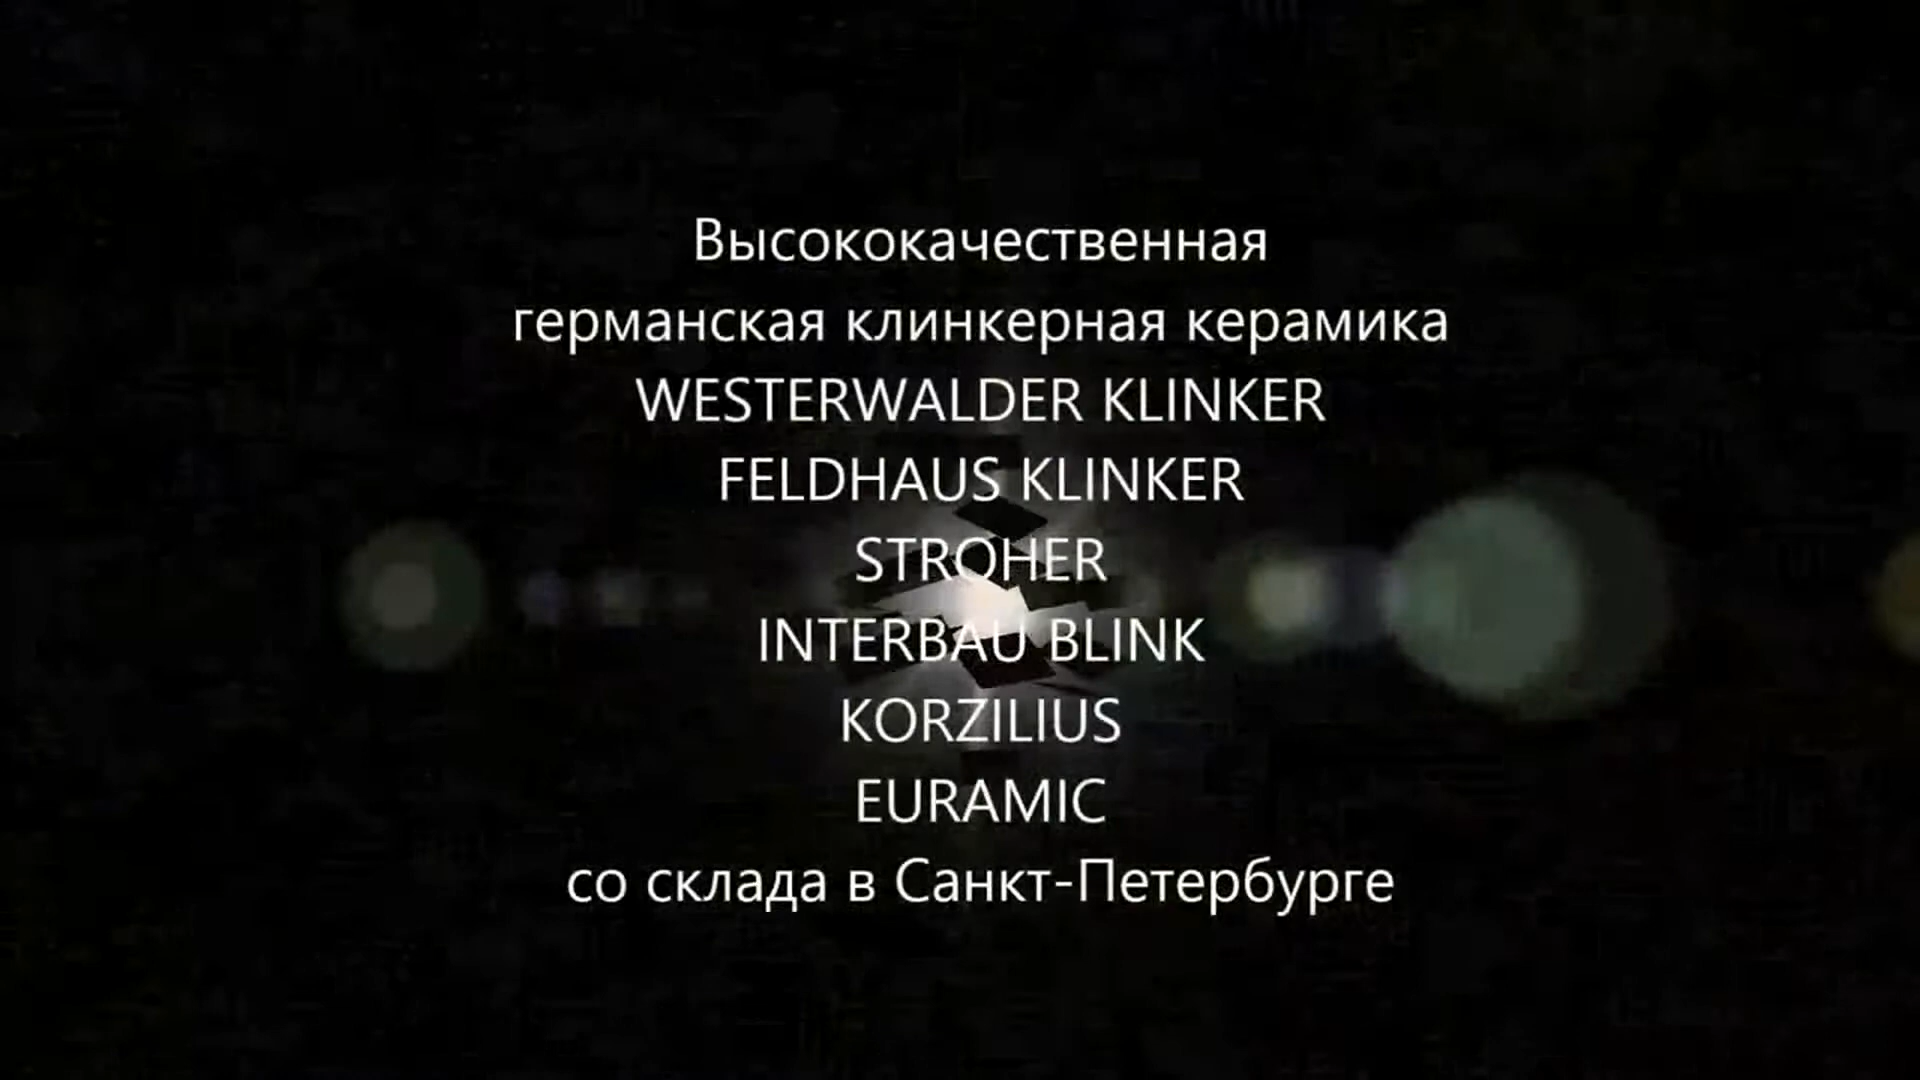 Высококачественная
германская клинкерная керамика
WESTERWALDER KLINKER
FELDHAUS KLINKER
STROHER
INTERBAU BLINK
KORZILIUS
EURAMIC
со склада в Санкт-Петербурге